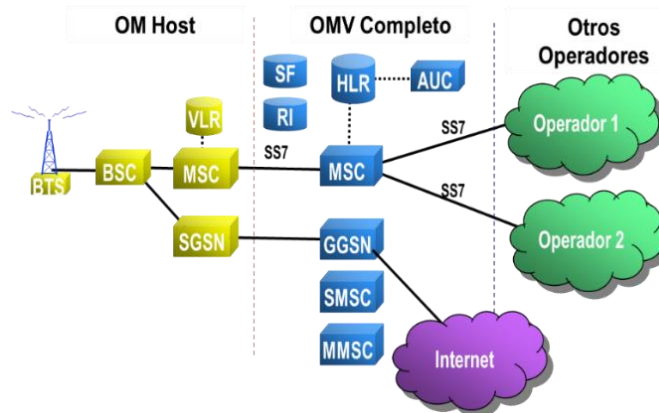 OM Host
OMV Completo
Otros
Operadores
SF
HLR
AUC
VLR
RI
Operador 1
SS7
SS7
BTS
BSC
MSC
MSC
SS7
Operador 2
SGSN
GGSN
SMSC
MMSC
Internet